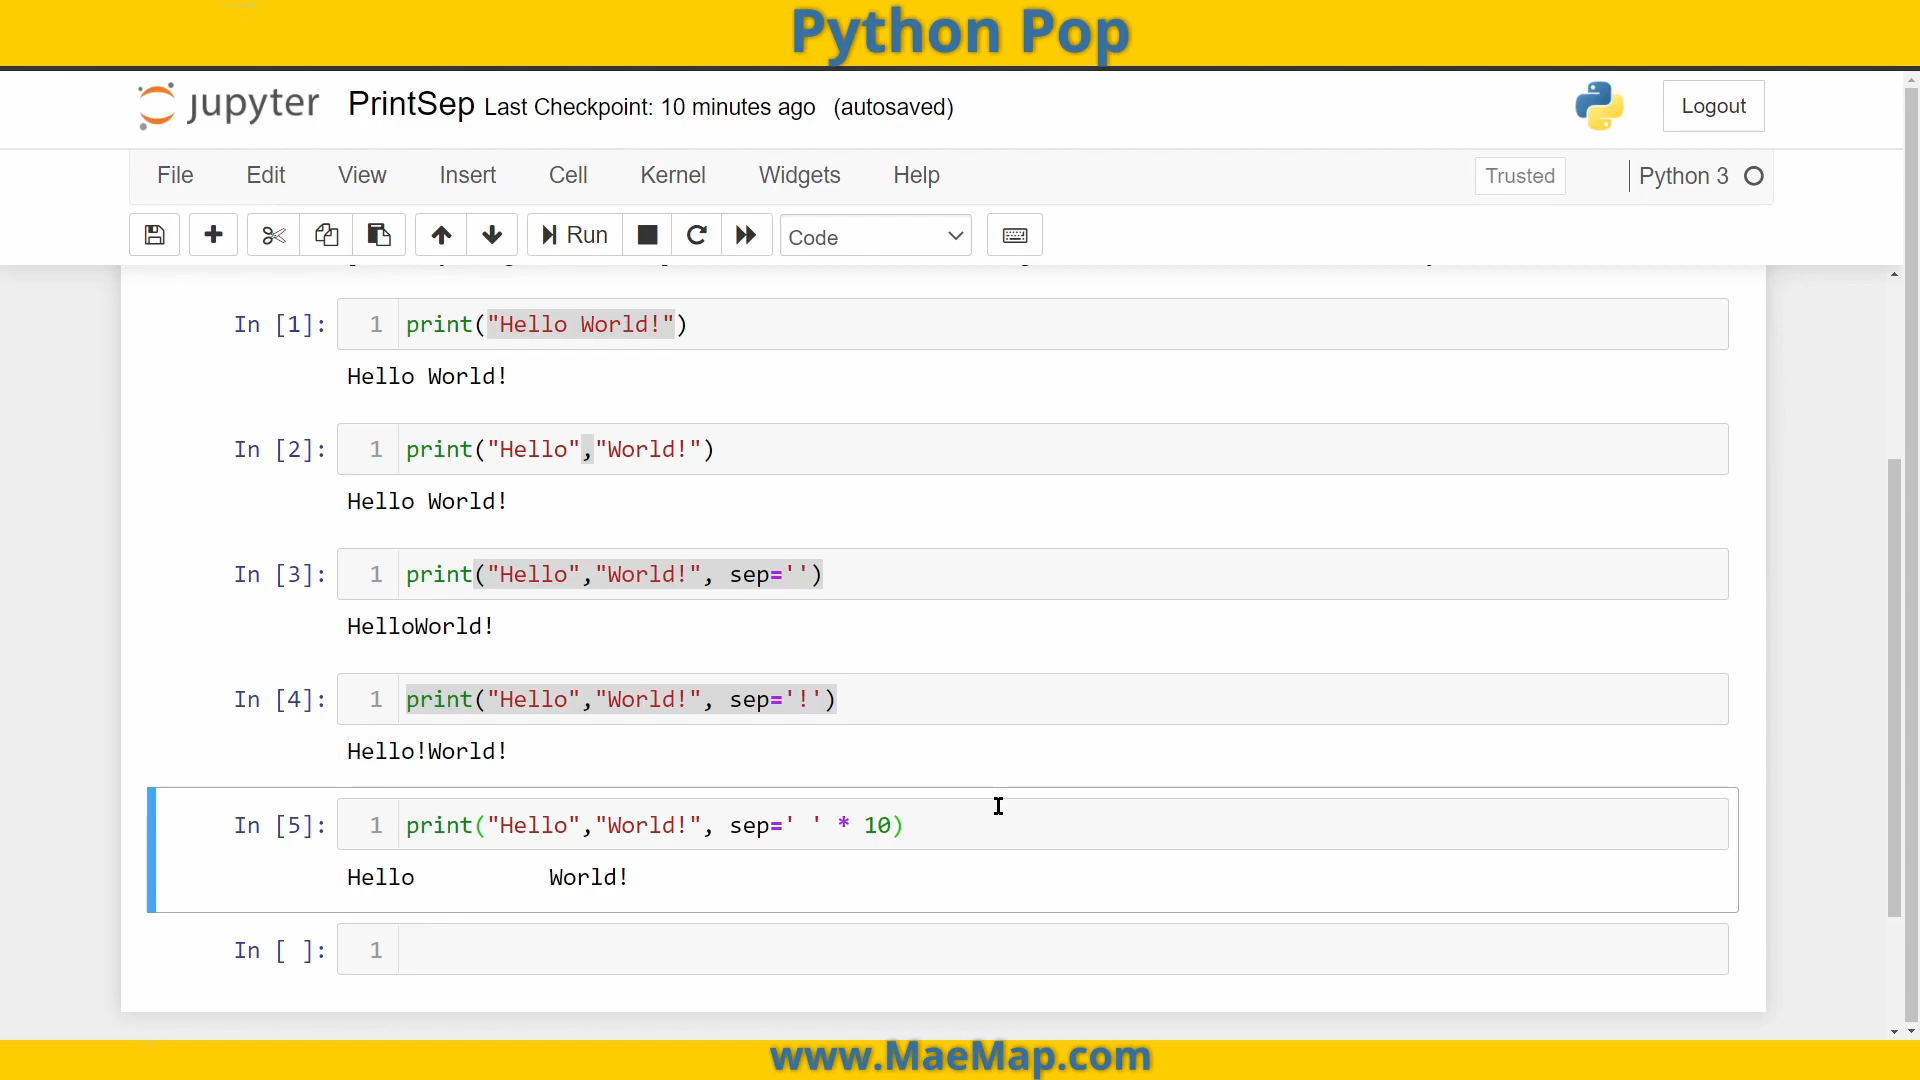 Python Pop
jupyter PrintSep Last Checkpoint: 10 minutes ago (autosaved) Logout
File Edit View Insert Cell Kernel Widgets Help Trusted Python 3
Run Code
In [1]: 1 print("Hello World!")
Hello World!
In [2]: 1 print("Hello","World!")
Hello World!
In [3]: 1 print("Hello","World!", sep='')
HelloWorld!
In [4]: 1 print("Hello","World!", sep='!')
Hello!World!
In [5]: 1 print("Hello","World!", sep=' ' * 10)
Hello          World!
In [ ]: 1
www.MaeMap.com